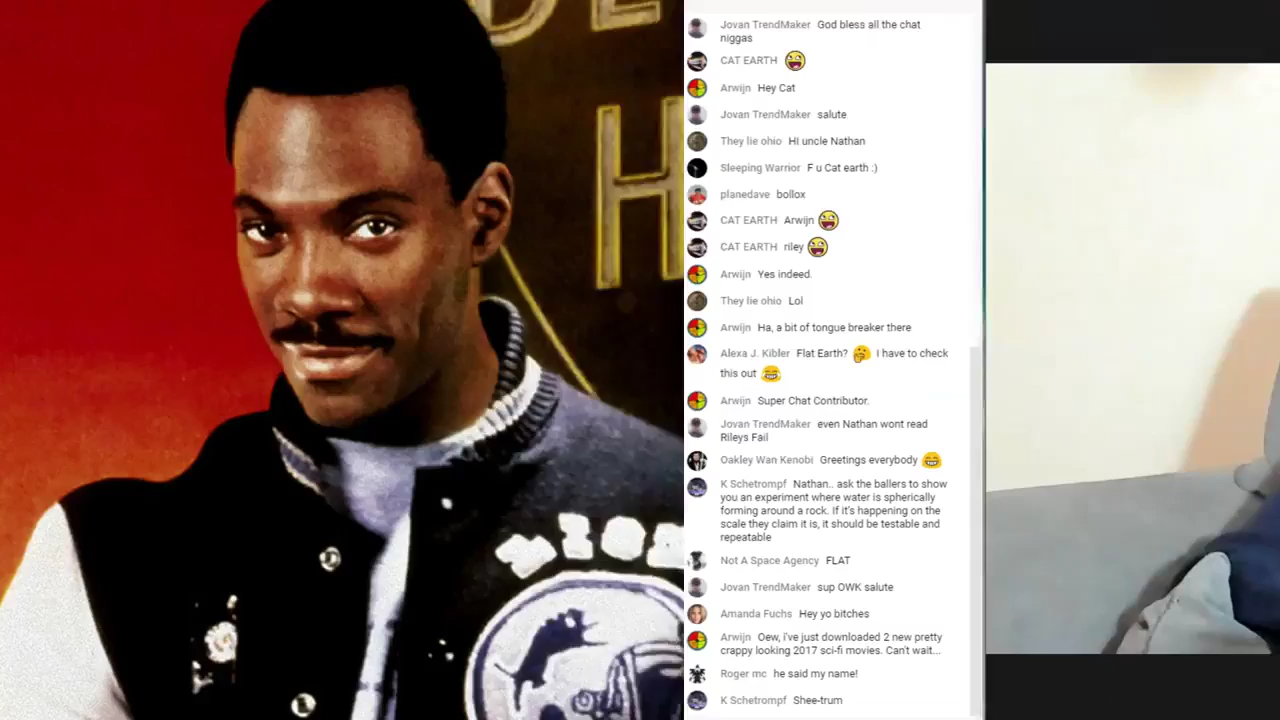 Jovan TrendMaker God bless all the chat
niggas
CAT EARTH
Arwijn Hey Cat
Jovan TrendMaker salute
They lie ohio HI uncle Nathan
Sleeping Warrior F u Cat earth :)
planedave bollox
CAT EARTH Arwijn
CAT EARTH riley
Arwijn Yes indeed.
They lie ohio Lol
Arwijn Ha, a bit of tongue breaker there
Alexa J. Kibler Flat Earth? I have to check
this out
Arwijn Super Chat Contributor.
Jovan TrendMaker even Nathan wont read
Rileys Fail
Oakley Wan Kenobi Greetings everybody
K Schetrompf Nathan.. ask the ballers to show
you an experiment where water is spherically
forming around a rock. If it's happening on the
scale they claim it is, it should be testable and
repeatable
Not A Space Agency FLAT
Jovan TrendMaker sup OWK salute
Amanda Fuchs Hey yo bitches
Arwijn Oew, i've just downloaded 2 new pretty
crappy looking 2017 sci-fi movies. Can't wait...
Roger mc he said my name!
K Schetrompf Shee-trum